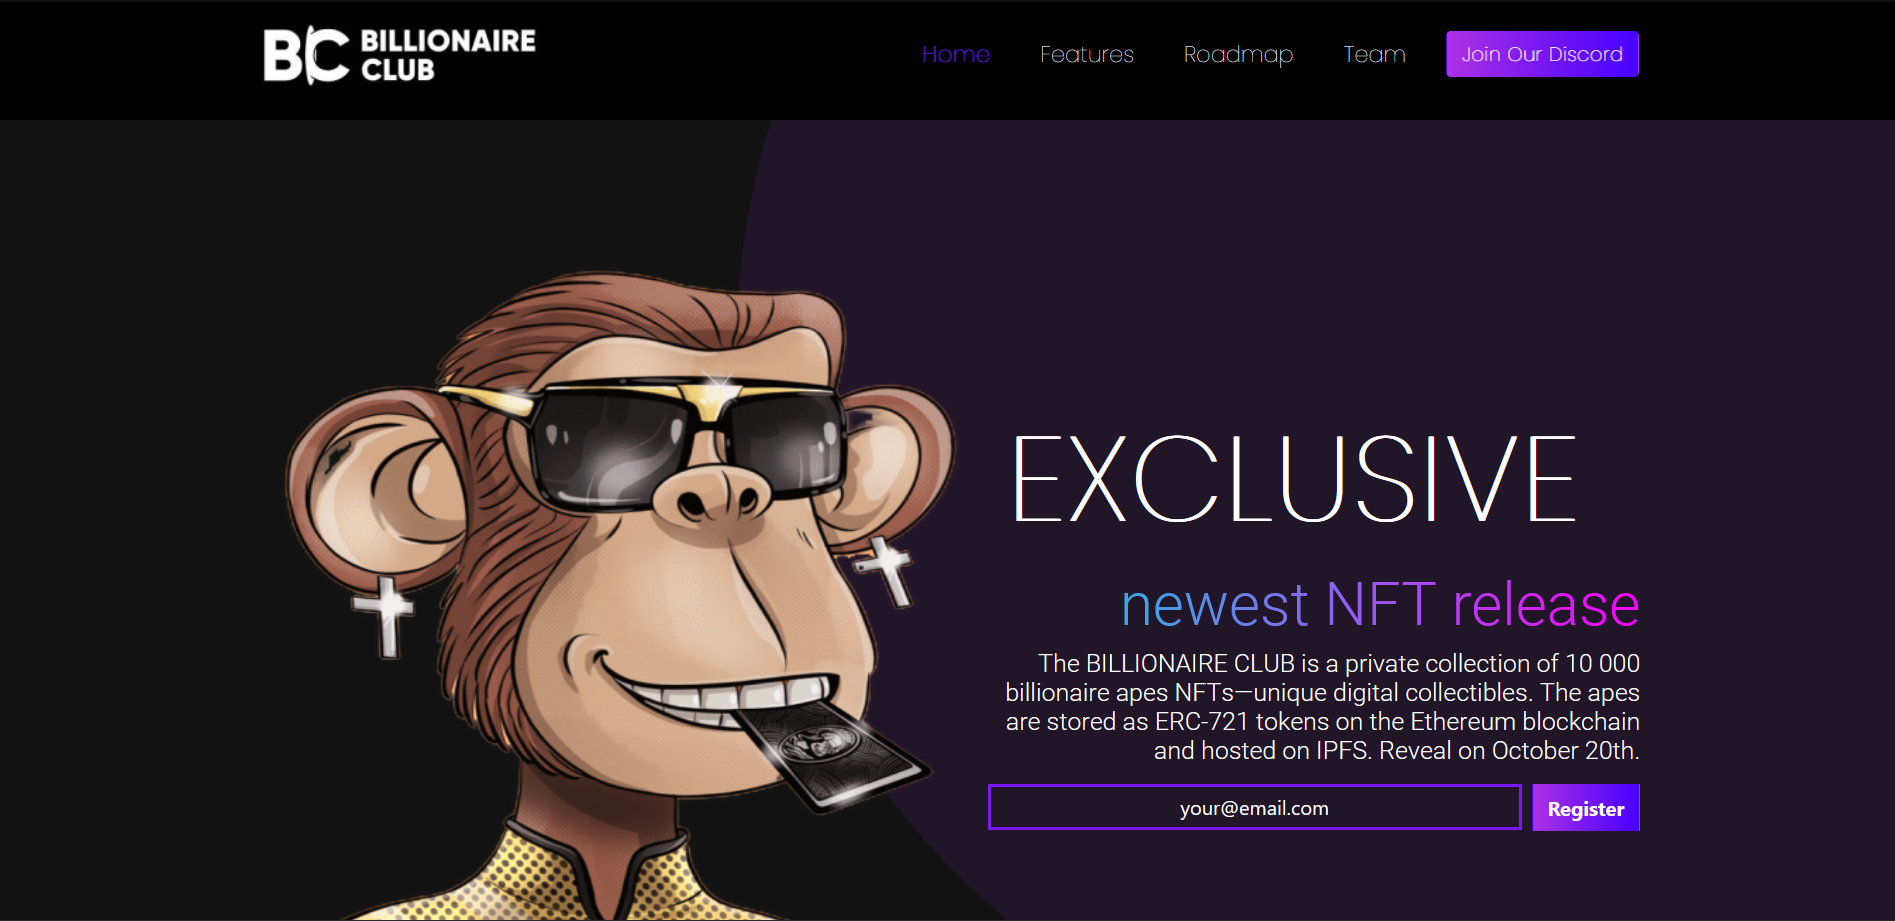 BC BILLIONAIRE
CLUB
Home Features Roadmap Team Join Our Discord
EXCLUSIVE
newest NFT release
The BILLIONAIRE CLUB is a private collection of 10 000
billionaire apes NFTs—unique digital collectibles. The apes
are stored as ERC-721 tokens on the Ethereum blockchain
and hosted on IPFS. Reveal on October 20th.
your@email.com Register